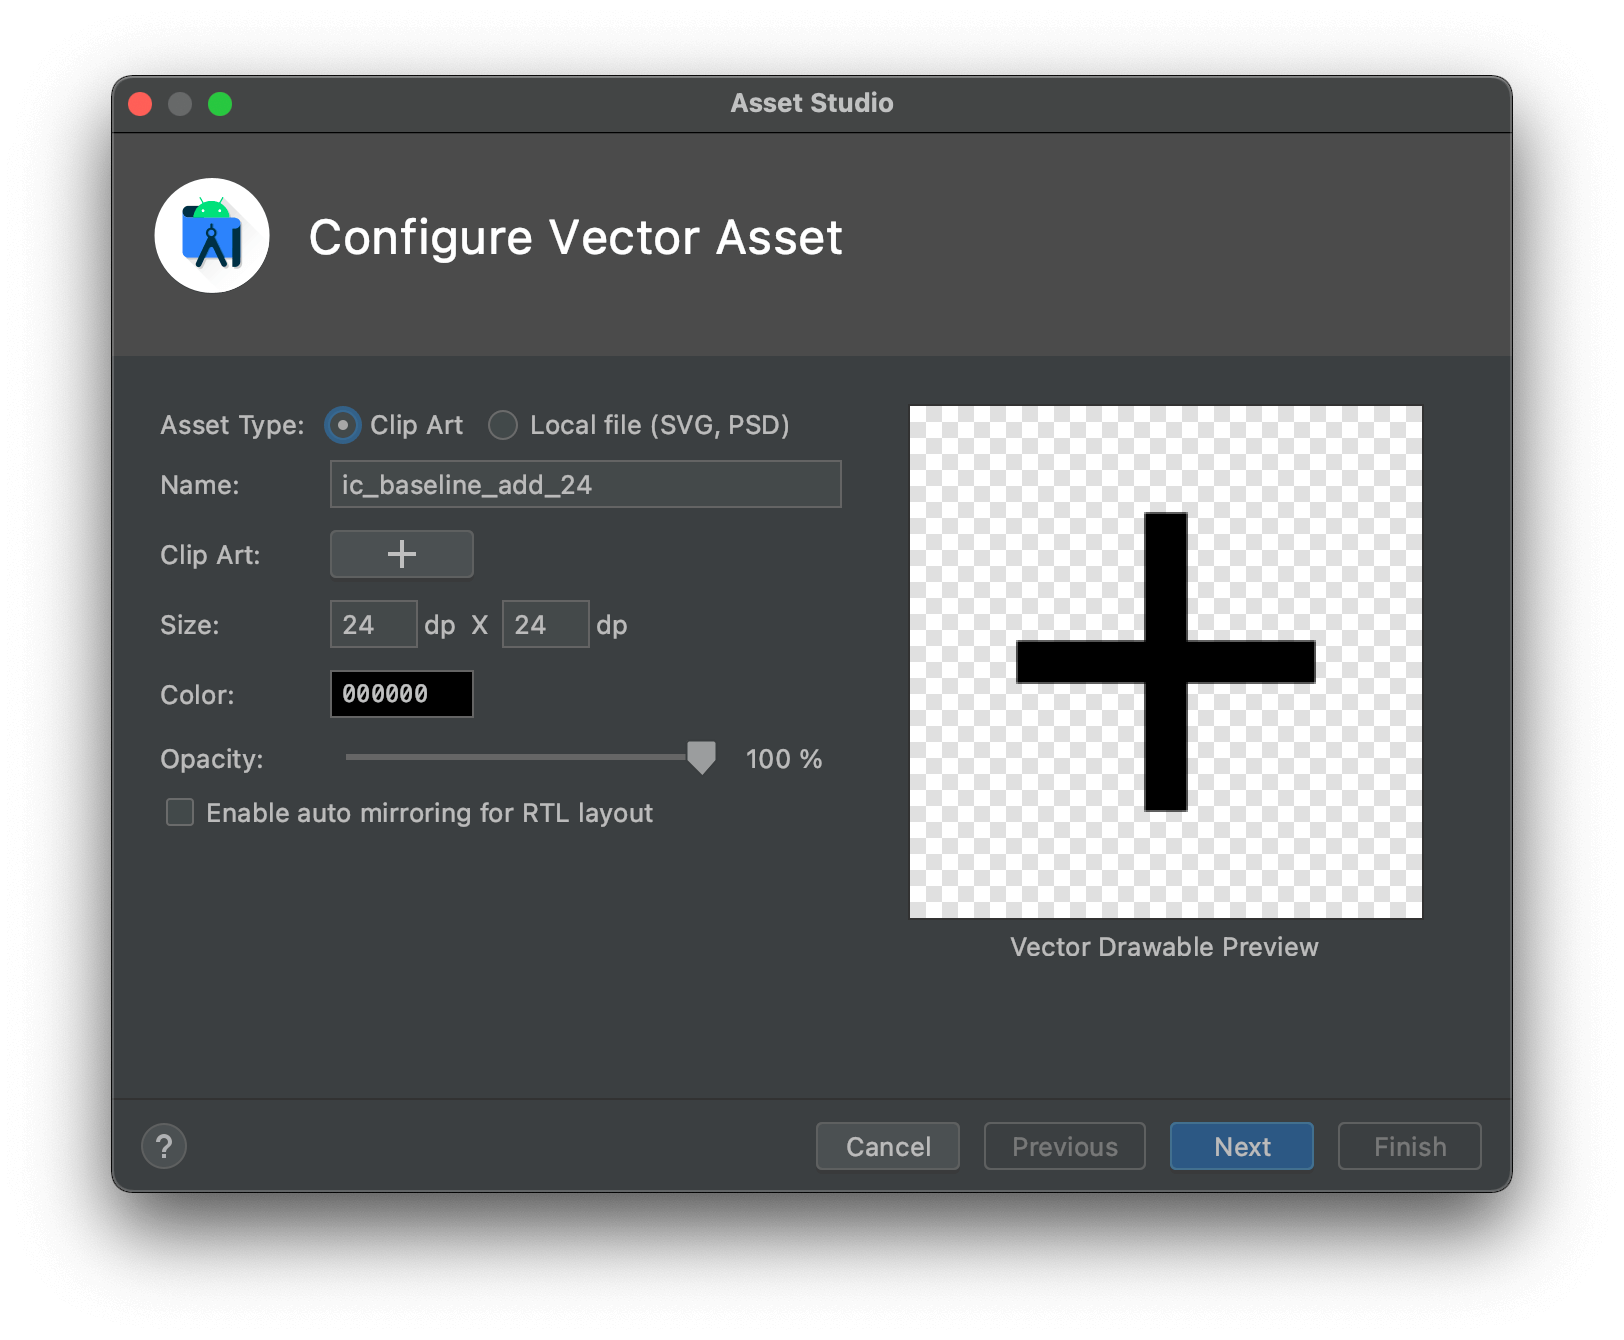 Asset Studio
Configure Vector Asset
Asset Type: Clip Art Local file (SVG, PSD)
Name: ic_baseline_add_24
Clip Art:
Size: 24 dp X 24 dp
Color: 000000
Opacity: 100 %
Enable auto mirroring for RTL layout
Vector Drawable Preview
? Cancel Previous Next Finish